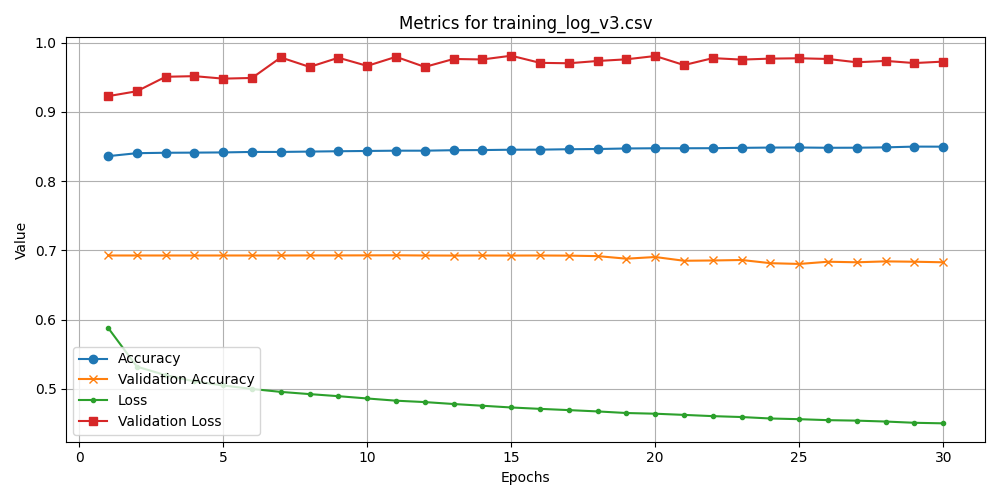 Metrics for training_log_v3.csv
1.0
0.9
0.8
0.7
0.6
0.5
Value
Accuracy
Validation Accuracy
Loss
Validation Loss
0 5 10 15 20 25 30
Epochs